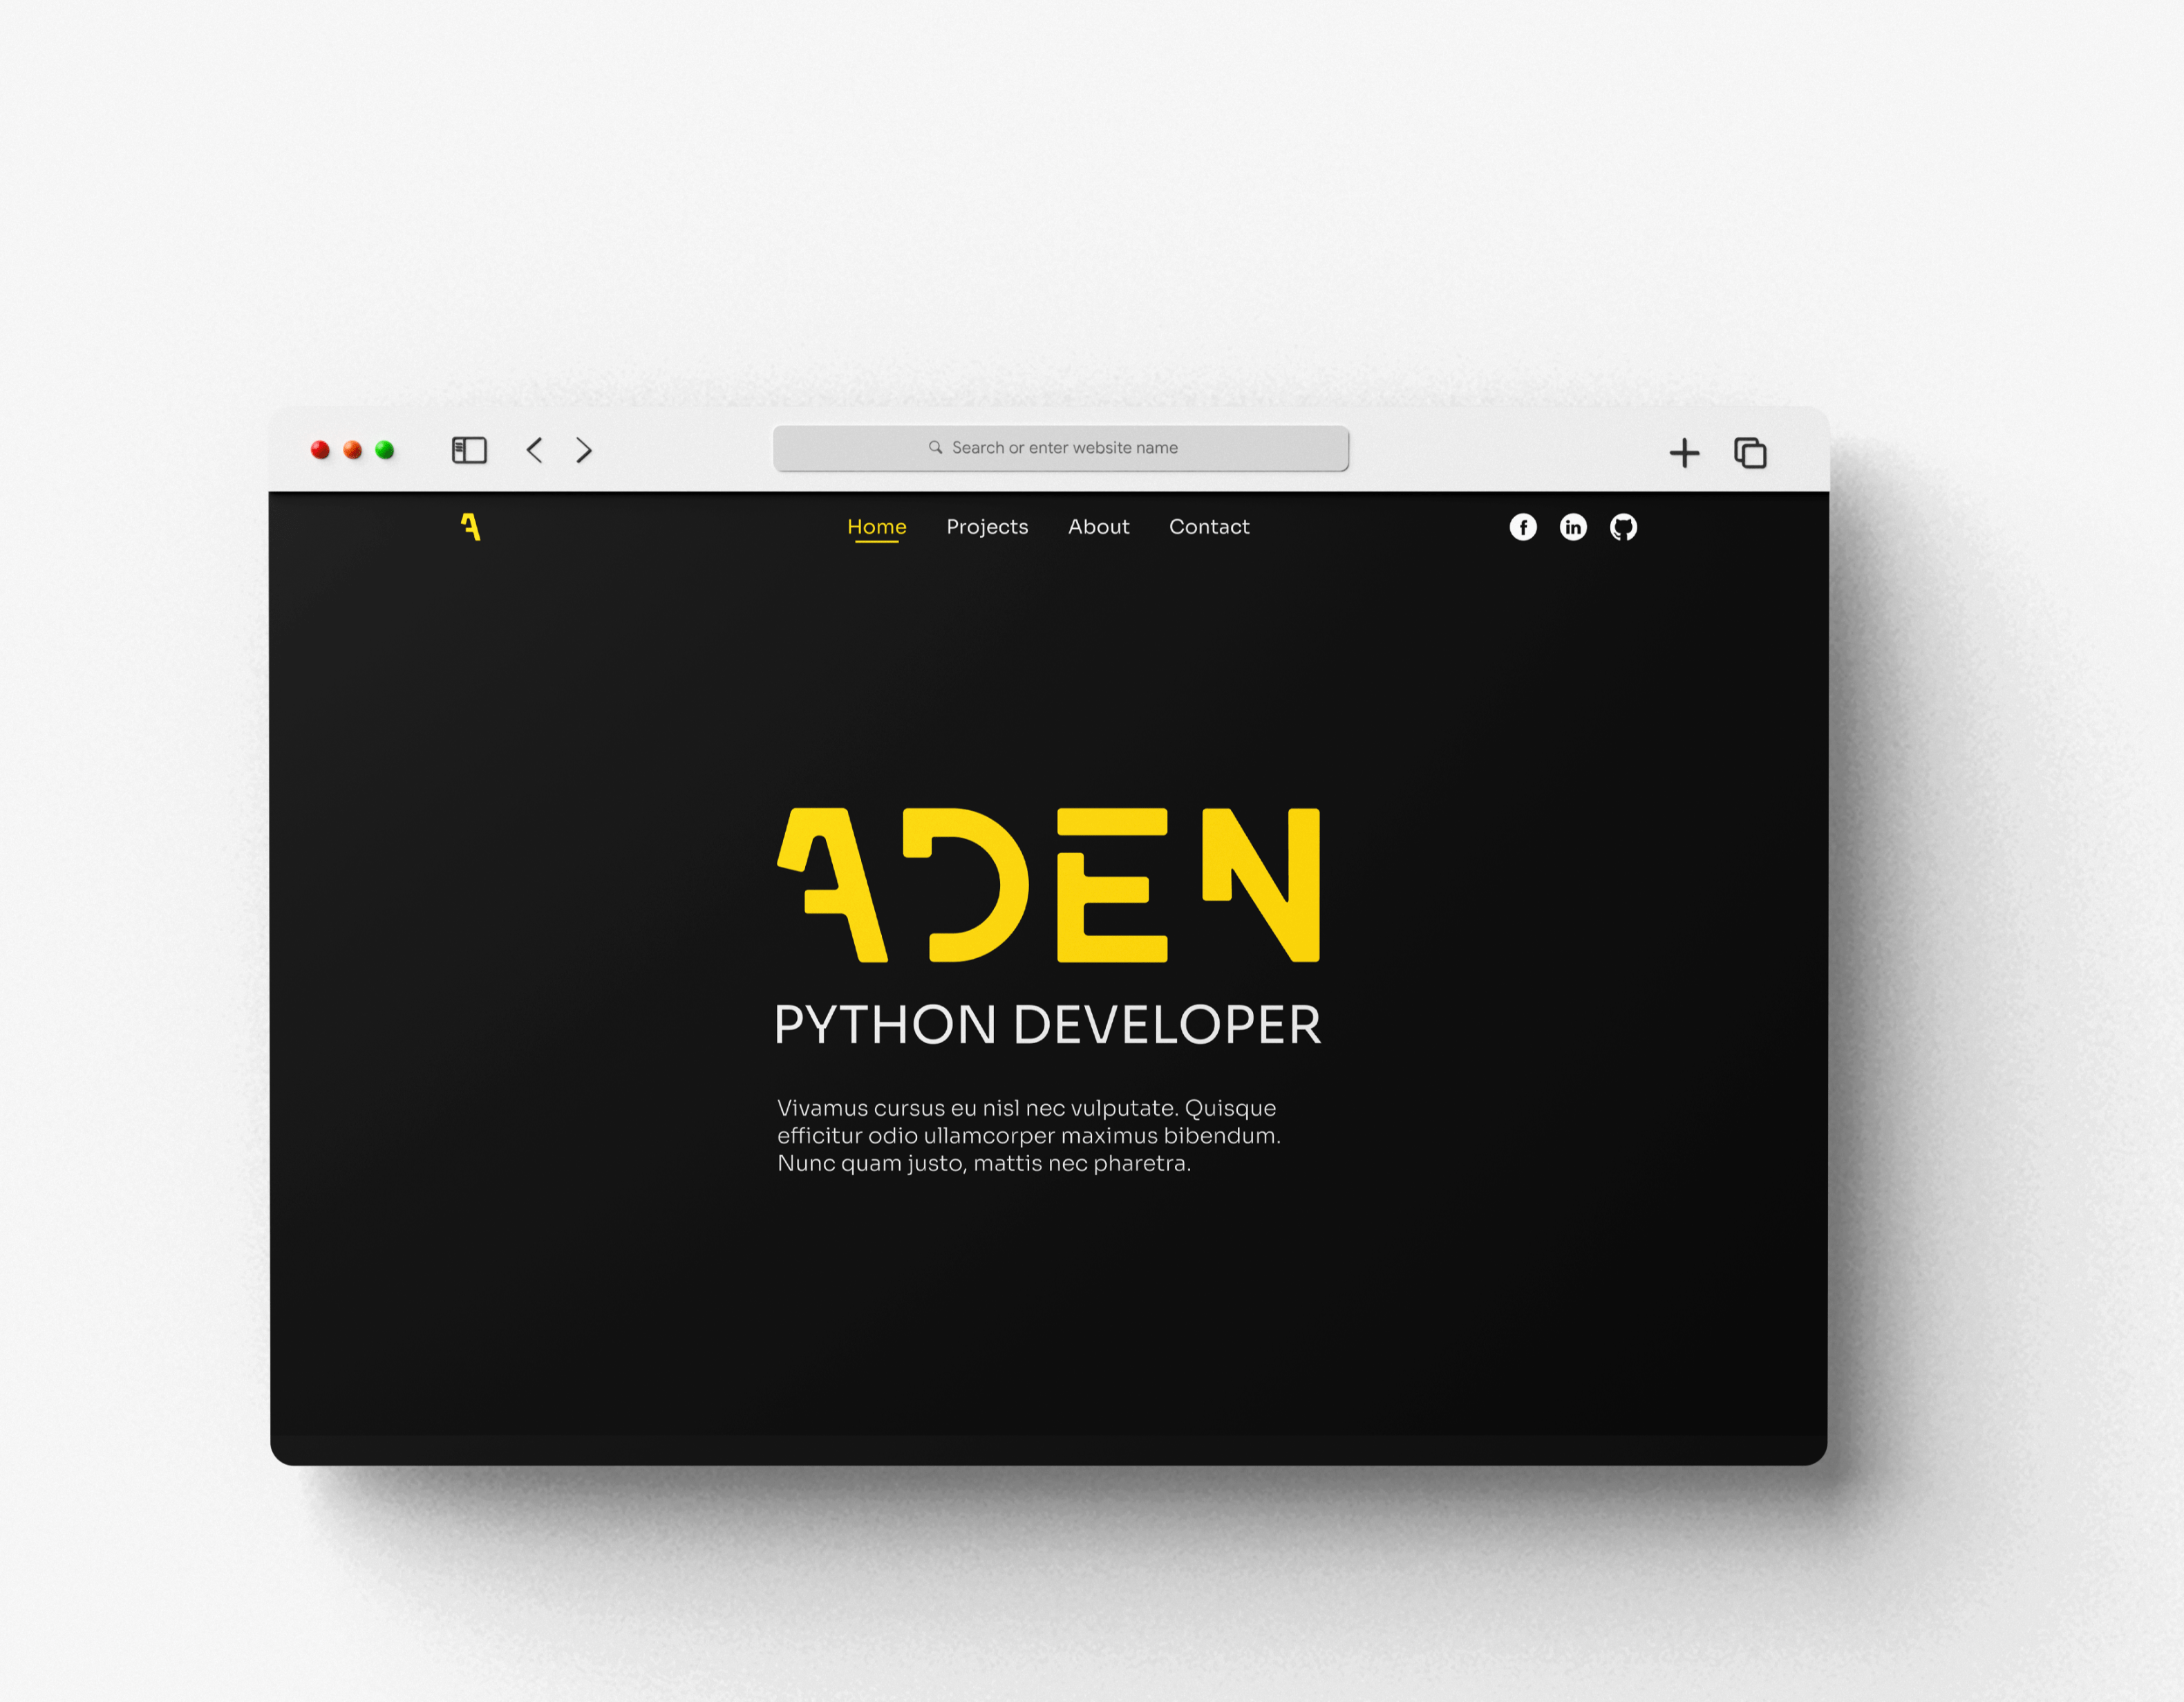 Search or enter website name
A
Home Projects About Contact
f in
ADEN
PYTHON DEVELOPER
Vivamus cursus eu nisl nec vulputate. Quisque
efficitur odio ullamcorper maximus bibendum.
Nunc quam justo, mattis nec pharetra.